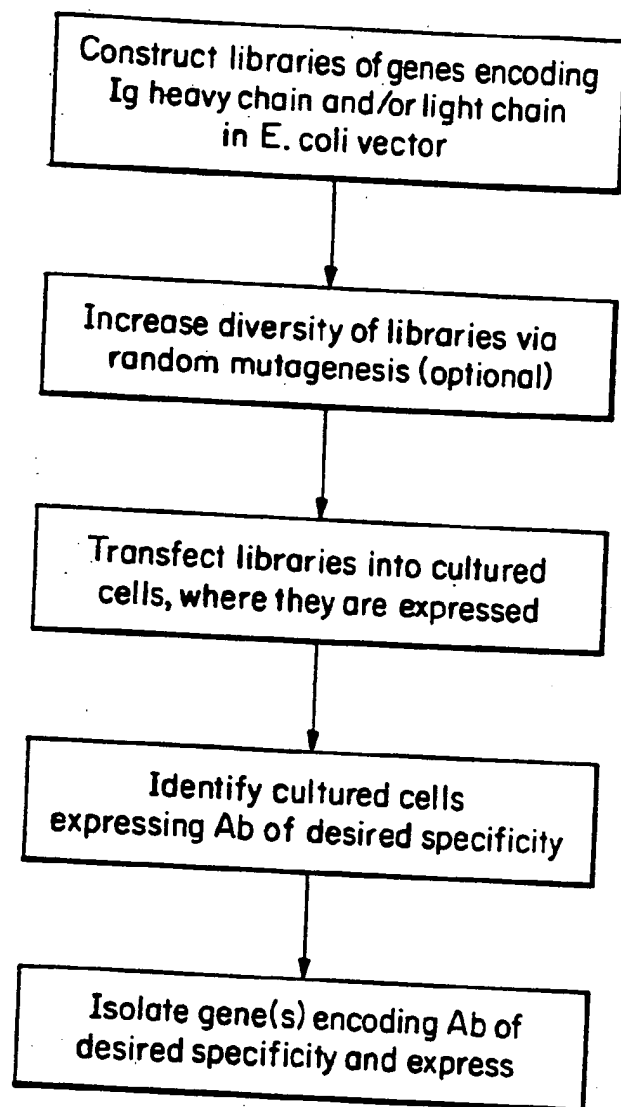 Construct libraries of genes encoding
Ig heavy chain and/or light chain
in E. coli vector
Increase diversity of libraries via
random mutagenesis (optional)
Transfect libraries into cultured
cells, where they are expressed
Identify cultured cells
expressing Ab of desired specificity
Isolate gene(s) encoding Ab of
desired specificity and express